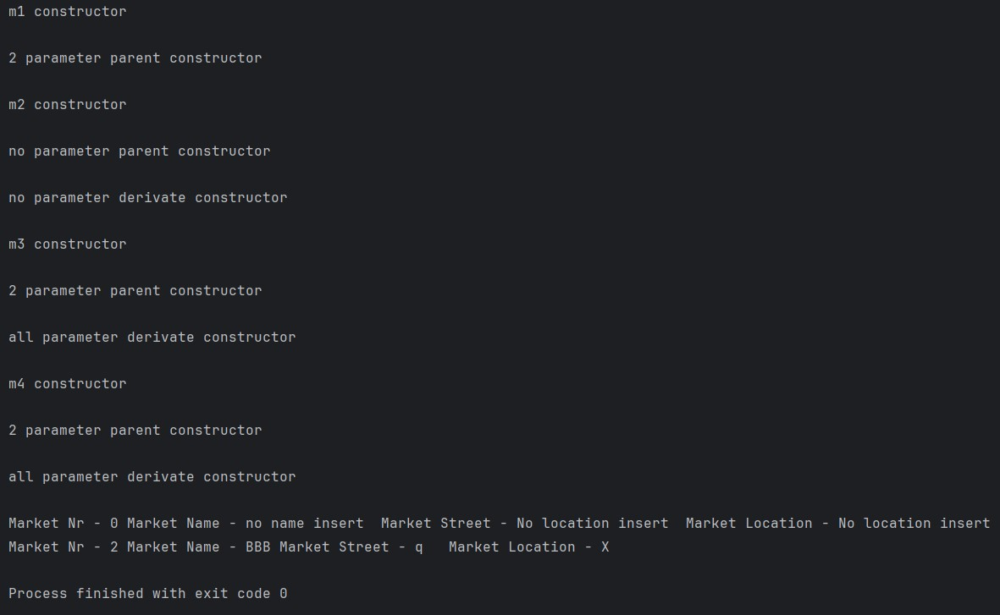 m1 constructor
2 parameter parent constructor
m2 constructor
no parameter parent constructor
no parameter derivate constructor
m3 constructor
2 parameter parent constructor
all parameter derivate constructor
m4 constructor
2 parameter parent constructor
all parameter derivate constructor
Market Nr - 0 Market Name - no name insert  Market Street - No location insert  Market Location - No location insert
Market Nr - 2 Market Name - BBB Market Street - q   Market Location - X
Process finished with exit code 0